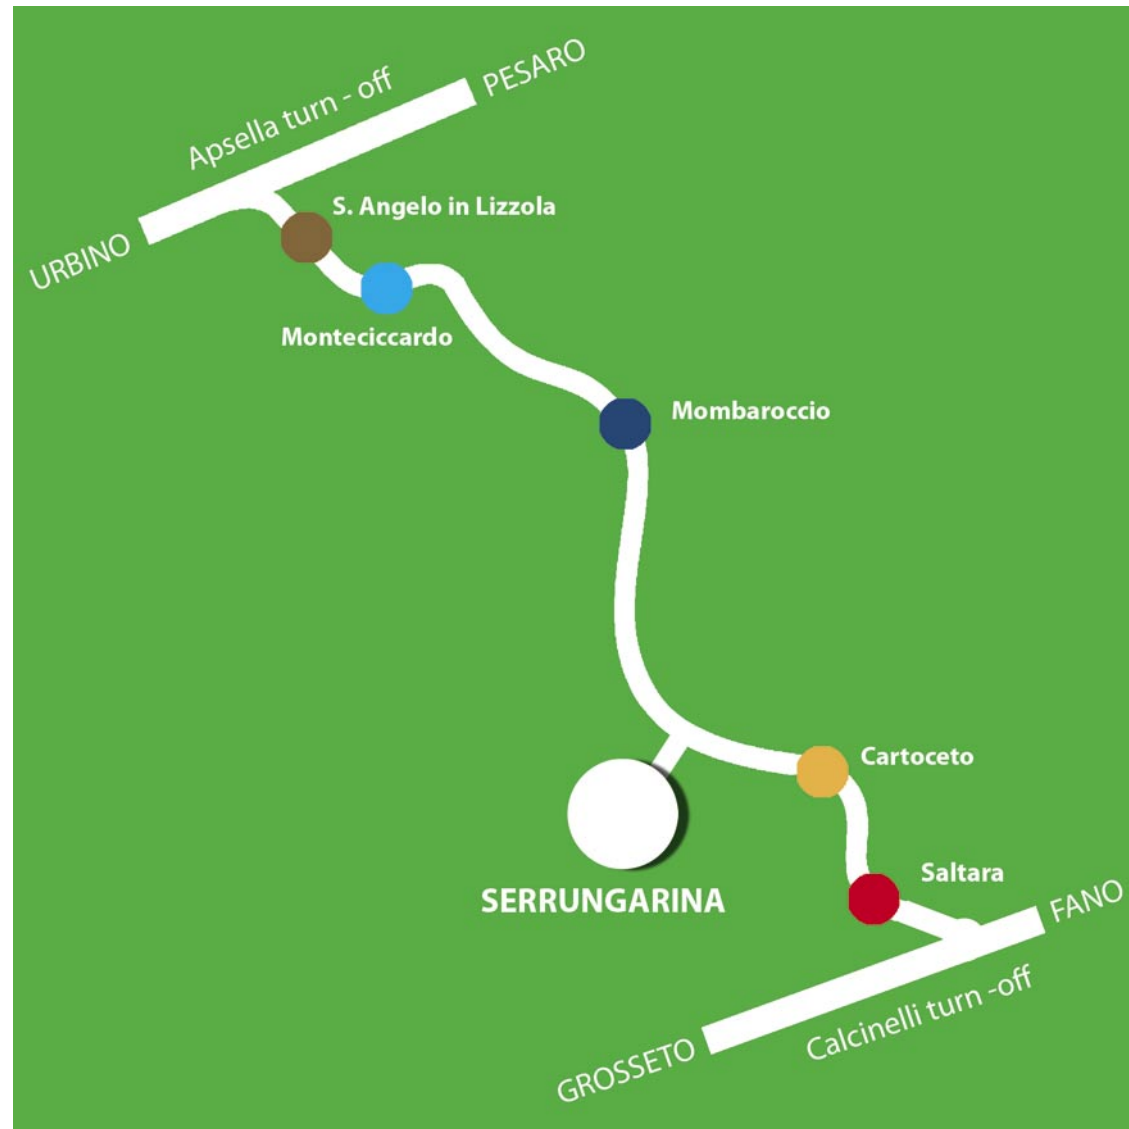 PESARO
Apsella turn - off
S. Angelo in Lizzola
URBINO
Monteciccardo
Mombaroccio
Cartoceto
Saltara
SERRUNGARINA
FANO
Calcinelli turn -off
GROSSETO